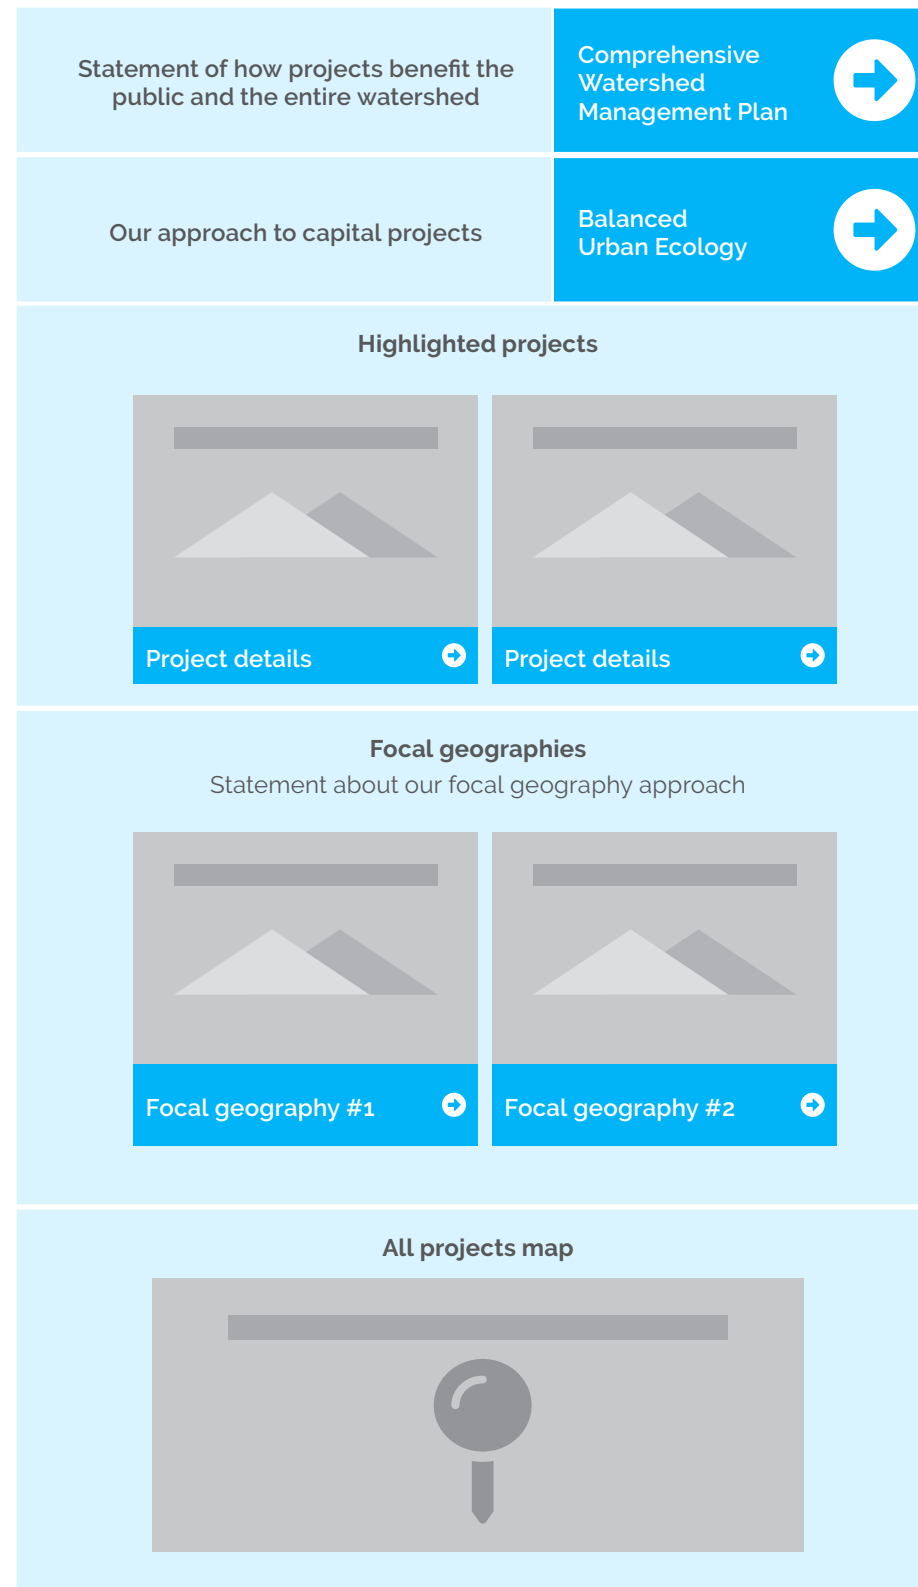 Statement of how projects benefit the
public and the entire watershed
Comprehensive
Watershed
Management Plan
Our approach to capital projects
Balanced
Urban Ecology
Highlighted projects
Project details
Project details
Focal geographies
Statement about our focal geography approach
Focal geography #1
Focal geography #2
All projects map